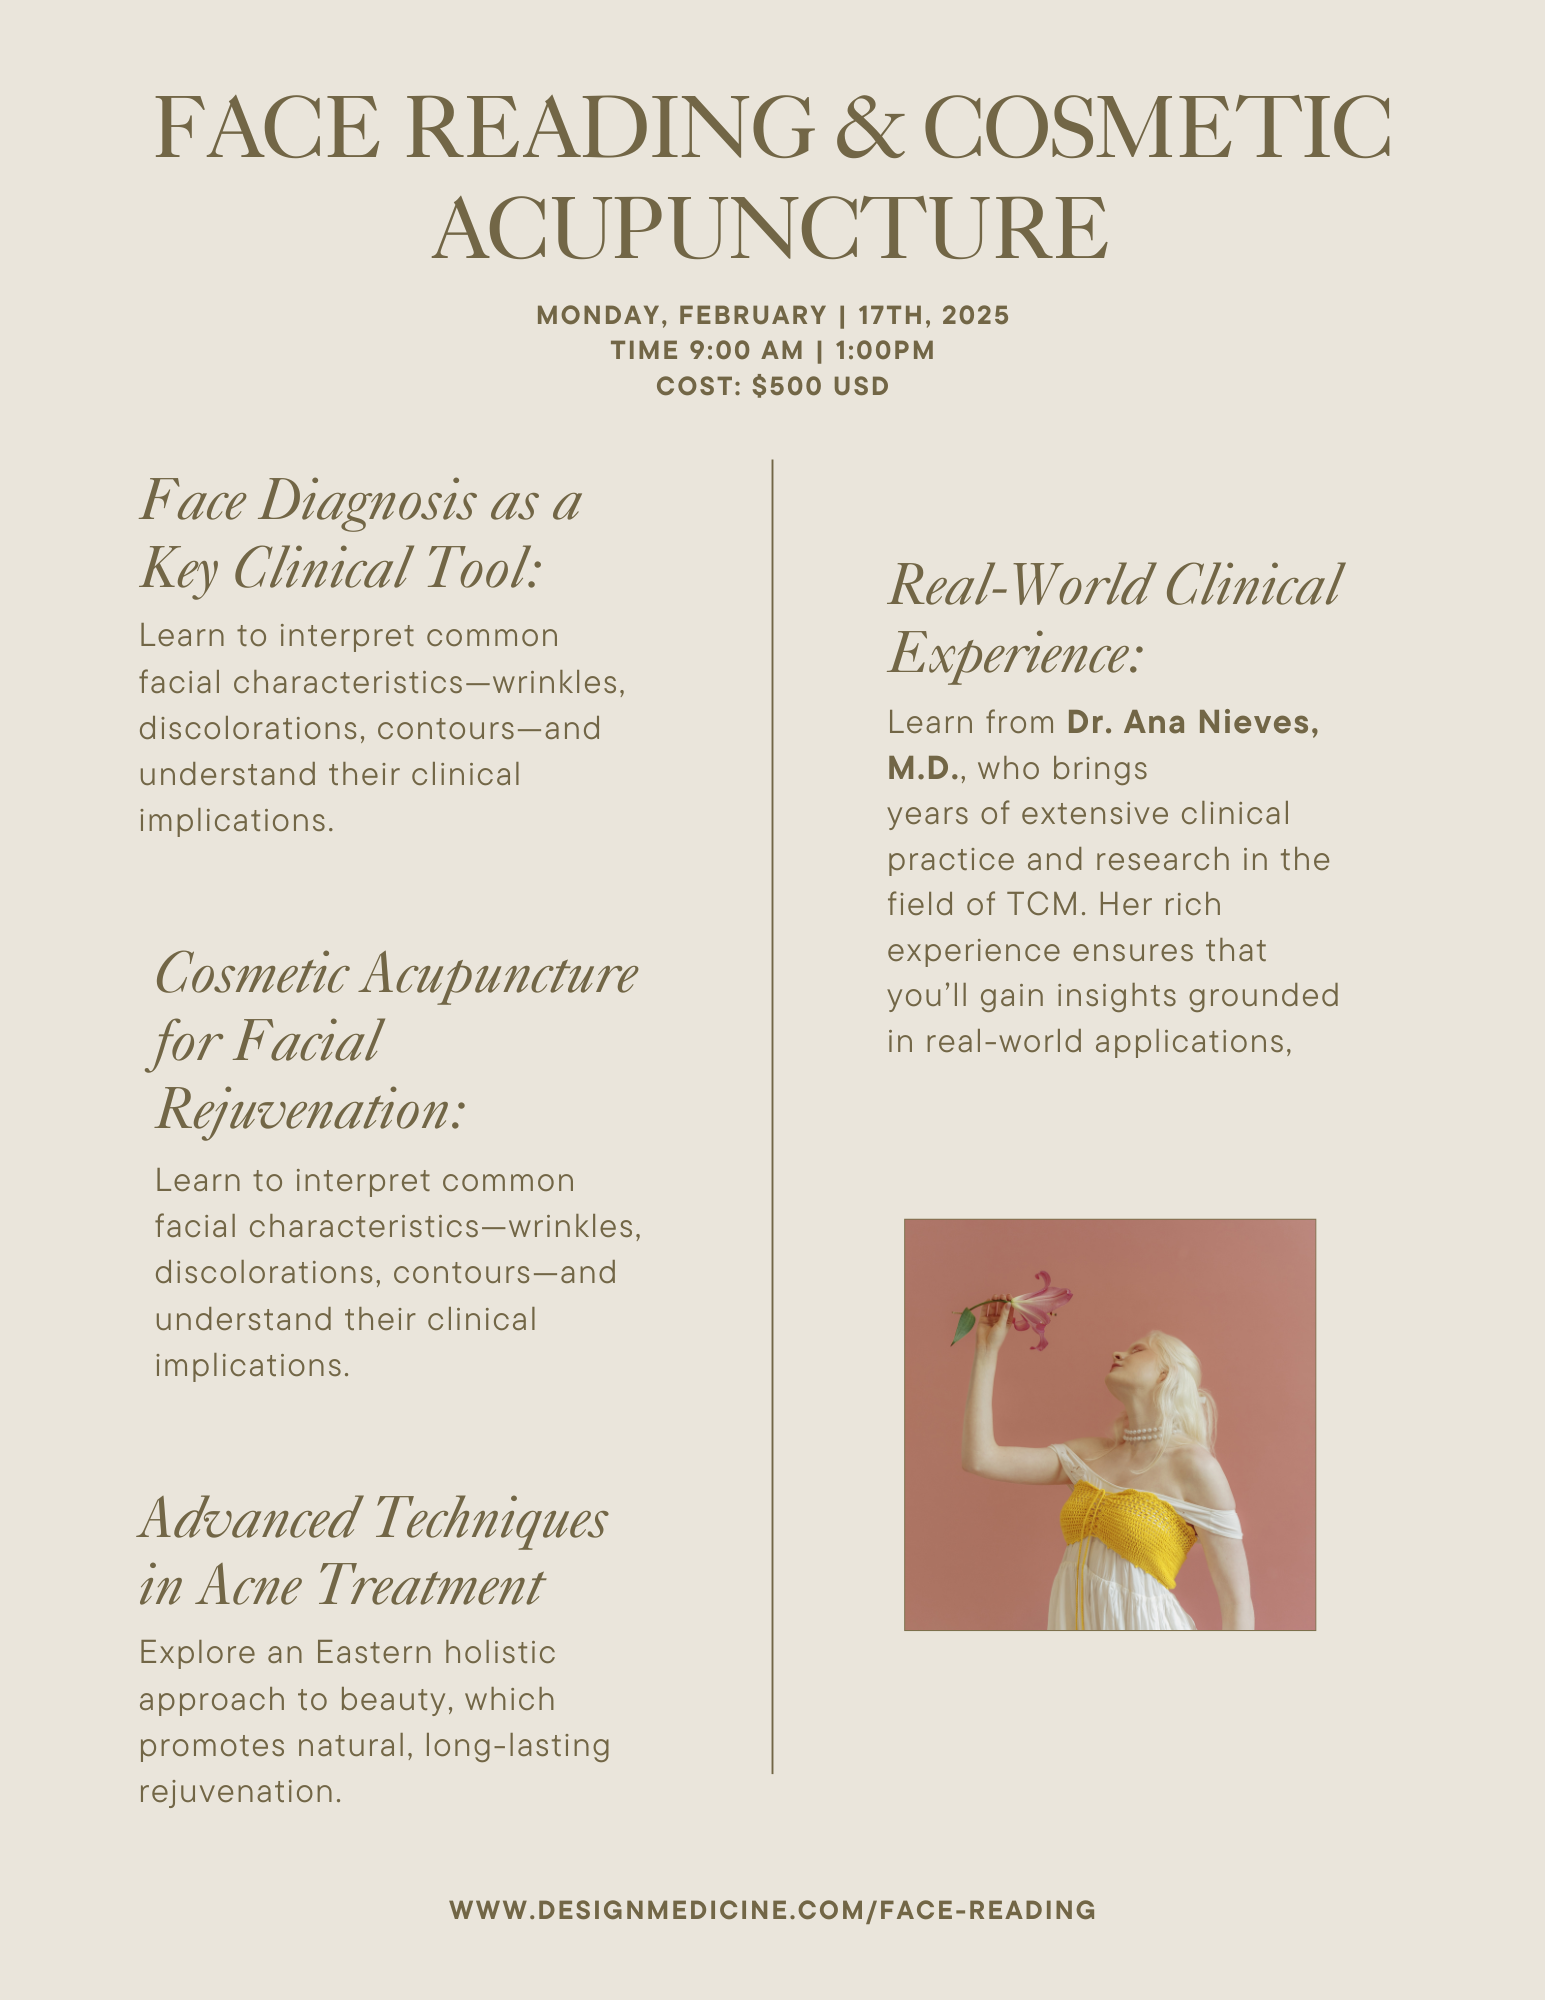 FACE READING & COSMETIC
ACUPUNCTURE
MONDAY, FEBRUARY | 17TH, 2025
TIME 9:00 AM | 1:00PM
COST: $500 USD
Face Diagnosis as a
Key Clinical Tool:
Learn to interpret common
facial characteristics—wrinkles,
discolorations, contours—and
understand their clinical
implications.
Cosmetic Acupuncture
for Facial
Rejuvenation:
Learn to interpret common
facial characteristics—wrinkles,
discolorations, contours—and
understand their clinical
implications.
Advanced Techniques
in Acne Treatment
Explore an Eastern holistic
approach to beauty, which
promotes natural, long-lasting
rejuvenation.
Real-World Clinical
Experience:
Learn from Dr. Ana Nieves,
M.D., who brings
years of extensive clinical
practice and research in the
field of TCM. Her rich
experience ensures that
you’ll gain insights grounded
in real-world applications,
WWW.DESIGNMEDICINE.COM/FACE-READING